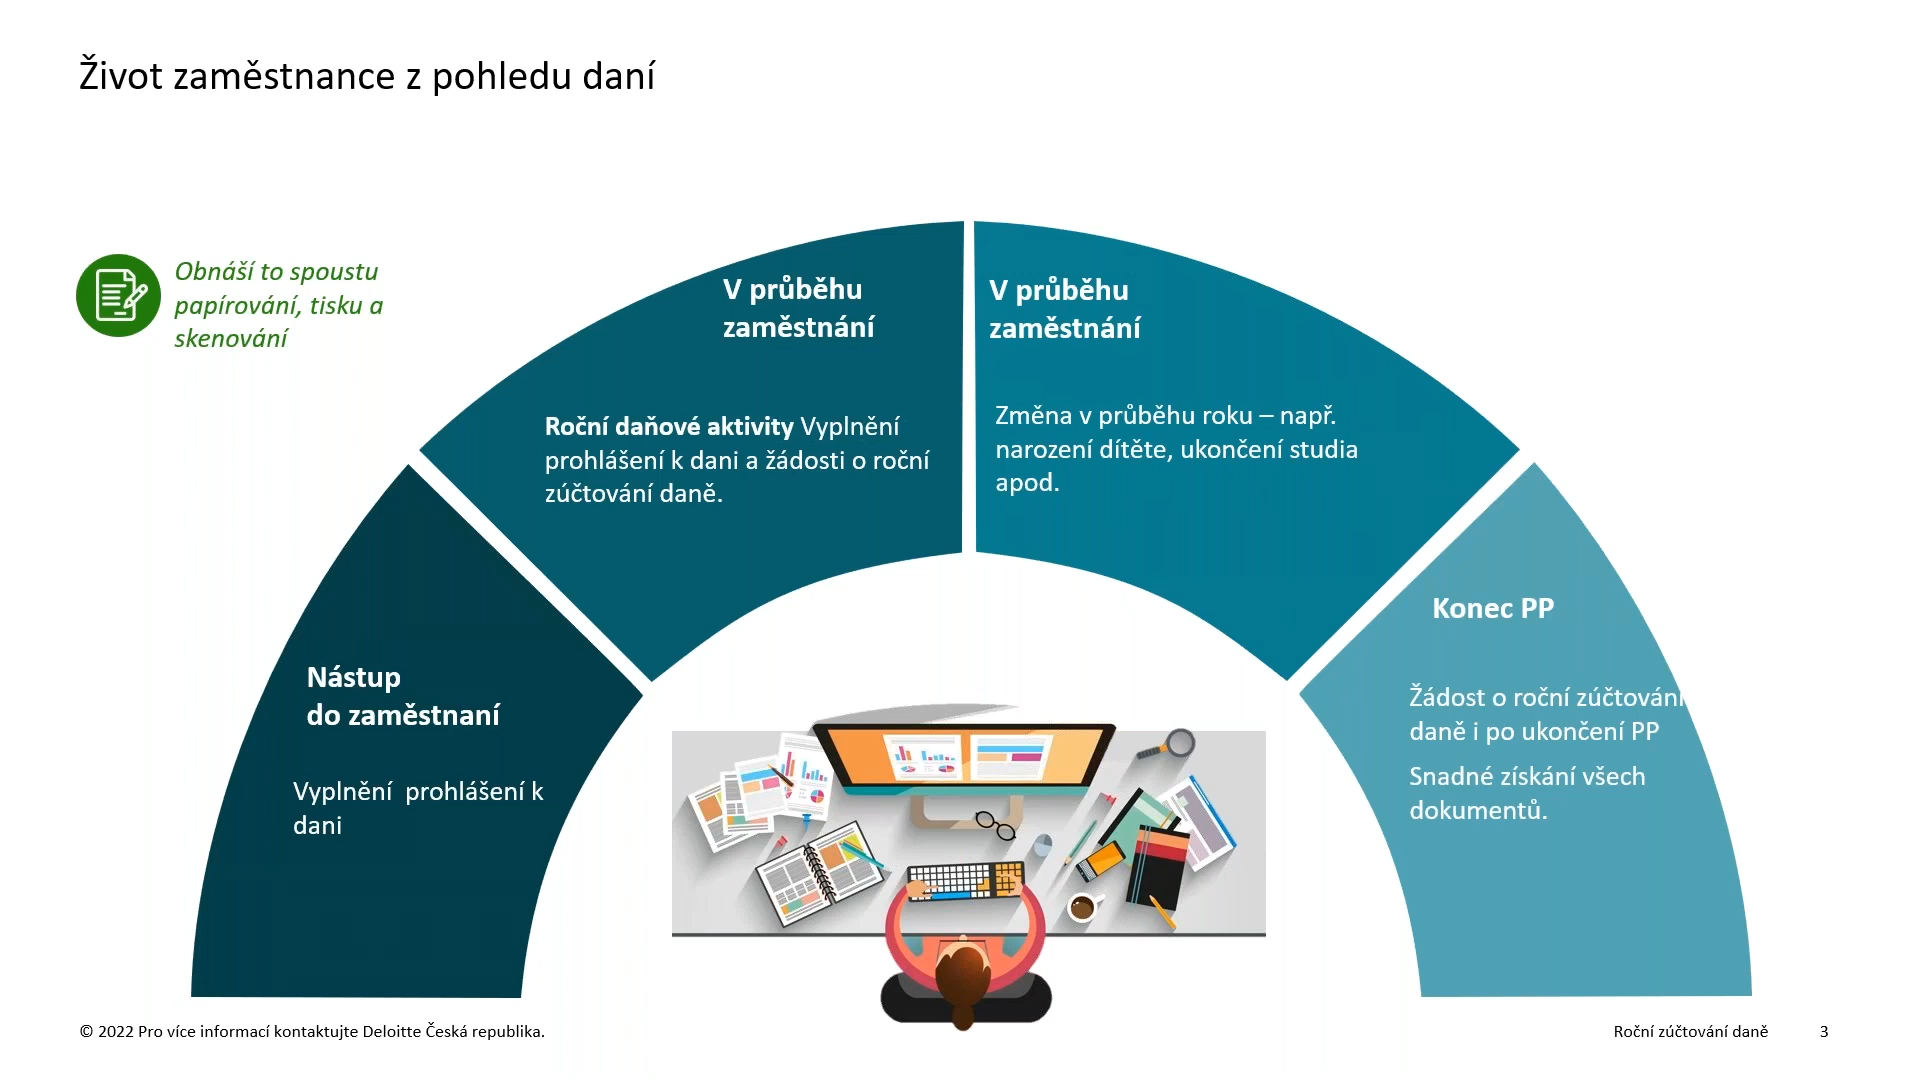 Život zaměstnance z pohledu daní
Obnáší to spoustu
papírování, tisku a
skenování
Nástup
do zaměstnaní
Vyplnění  prohlášení k
dani
V průběhu
zaměstnání
Roční daňové aktivity Vyplnění
prohlášení k dani a žádosti o roční
zúčtování daně.
V průběhu
zaměstnání
Změna v průběhu roku – např.
narození dítěte, ukončení studia
apod.
Konec PP
Žádost o roční zúčtování
daně i po ukončení PP
Snadné získání všech
dokumentů.
© 2022 Pro více informací kontaktujte Deloitte Česká republika.
Roční zúčtování daně 3